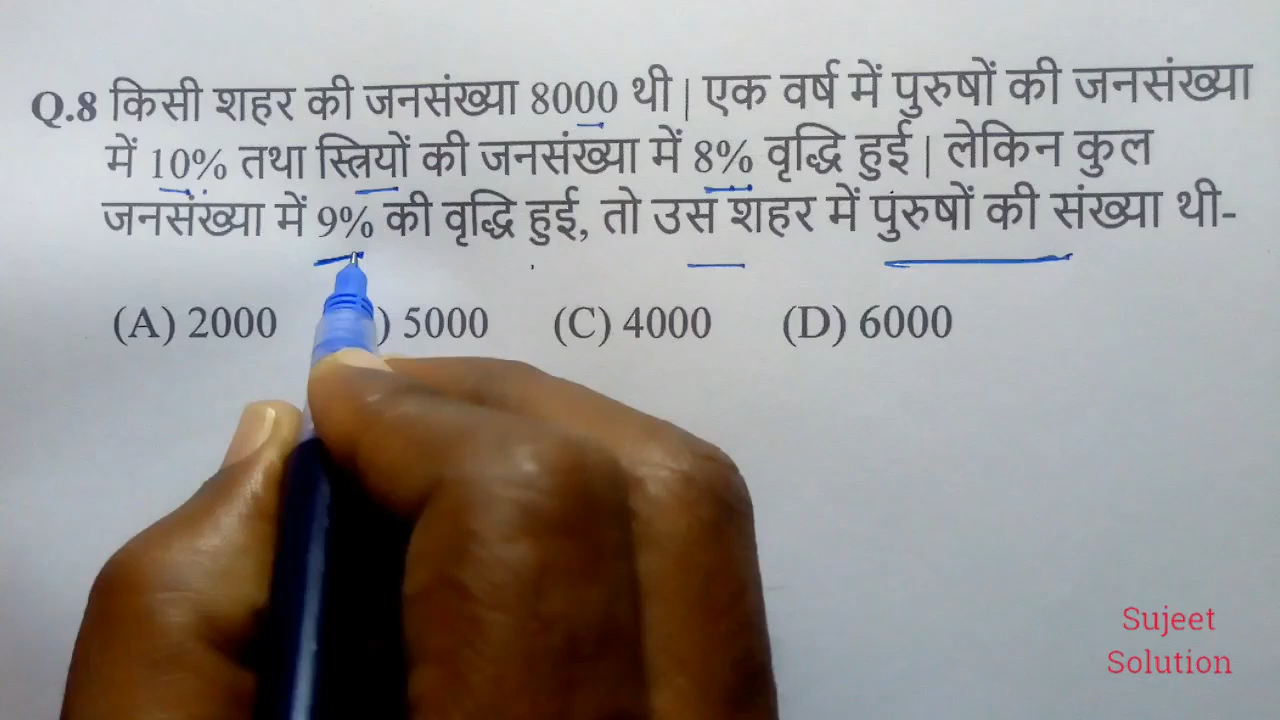 Q.8 किसी शहर की जनसंख्या 8000 थी | एक वर्ष में पुरुषों की जनसंख्या
में 10% तथा स्त्रियों की जनसंख्या में 8% वृद्धि हुई | लेकिन कुल
जनसंख्या में 9% की वृद्धि हुई, तो उस शहर में पुरुषों की संख्या थी-
(A) 2000 ) 5000 (C) 4000 (D) 6000
Sujeet
Solution